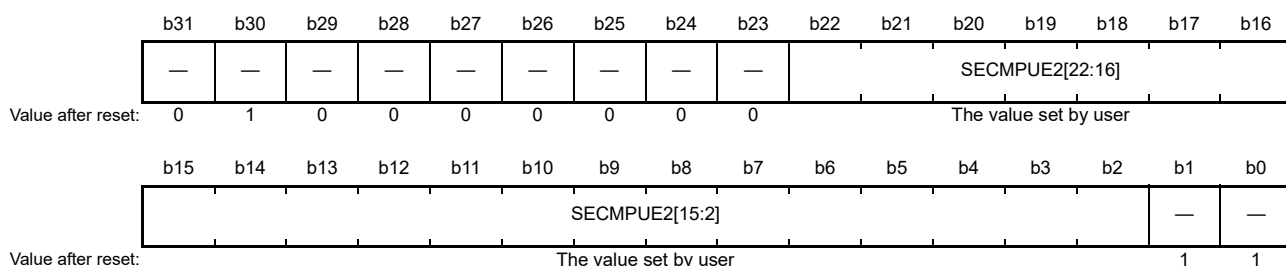 b31 b30 b29 b28 b27 b26 b25 b24 b23 b22 b21 b20 b19 b18 b17 b16
— — — — — — — — — SECMPUE2[22:16]
Value after reset: 0 1 0 0 0 0 0 0 0 The value set by user
b15 b14 b13 b12 b11 b10 b9 b8 b7 b6 b5 b4 b3 b2 b1 b0
SECMPUE2[15:2] — —
Value after reset: The value set by user 1 1